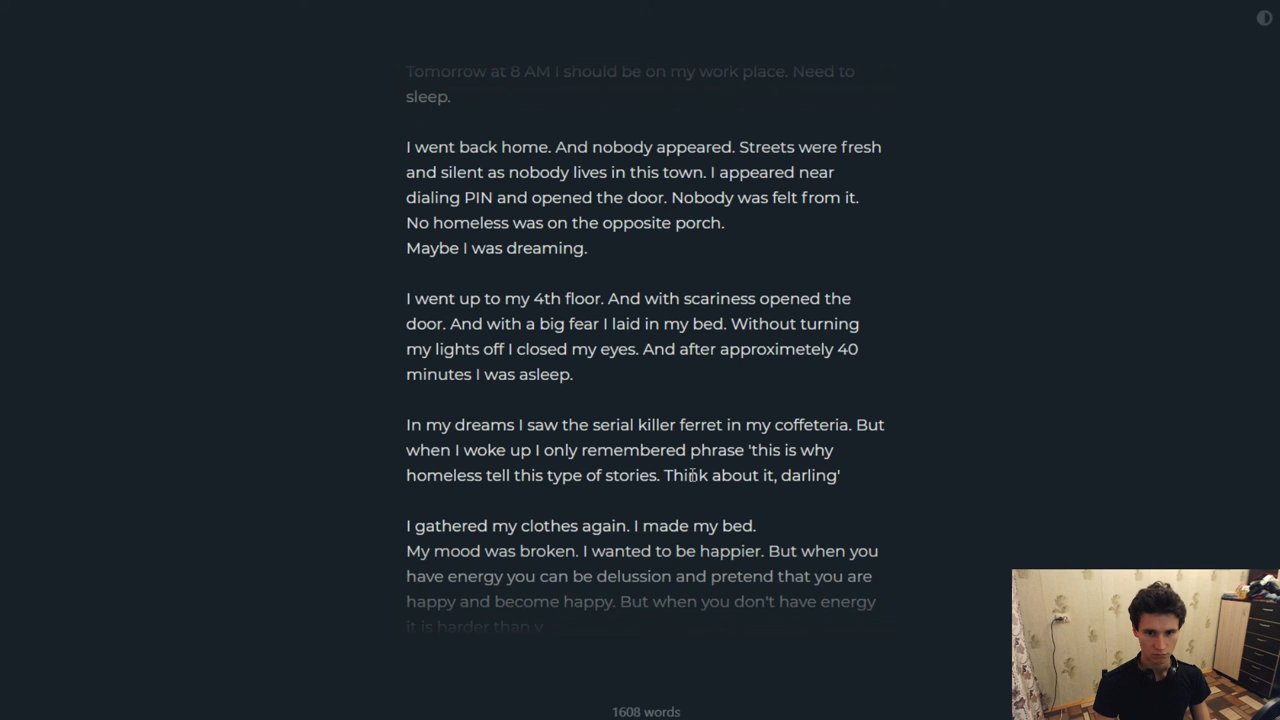 Tomorrow at 8 AM I should be on my work place. Need to
sleep.
I went back home. And nobody appeared. Streets were fresh
and silent as nobody lives in this town. I appeared near
dialing PIN and opened the door. Nobody was felt from it.
No homeless was on the opposite porch.
Maybe I was dreaming.
I went up to my 4th floor. And with scariness opened the
door. And with a big fear I laid in my bed. Without turning
my lights off I closed my eyes. And after approximetely 40
minutes I was asleep.
In my dreams I saw the serial killer ferret in my coffeteria. But
when I woke up I only remembered phrase 'this is why
homeless tell this type of stories. Think about it, darling'
I gathered my clothes again. I made my bed.
My mood was broken. I wanted to be happier. But when you
have energy you can be delussion and pretend that you are
happy and become happy. But when you don't have energy
it is harder than y
1608 words